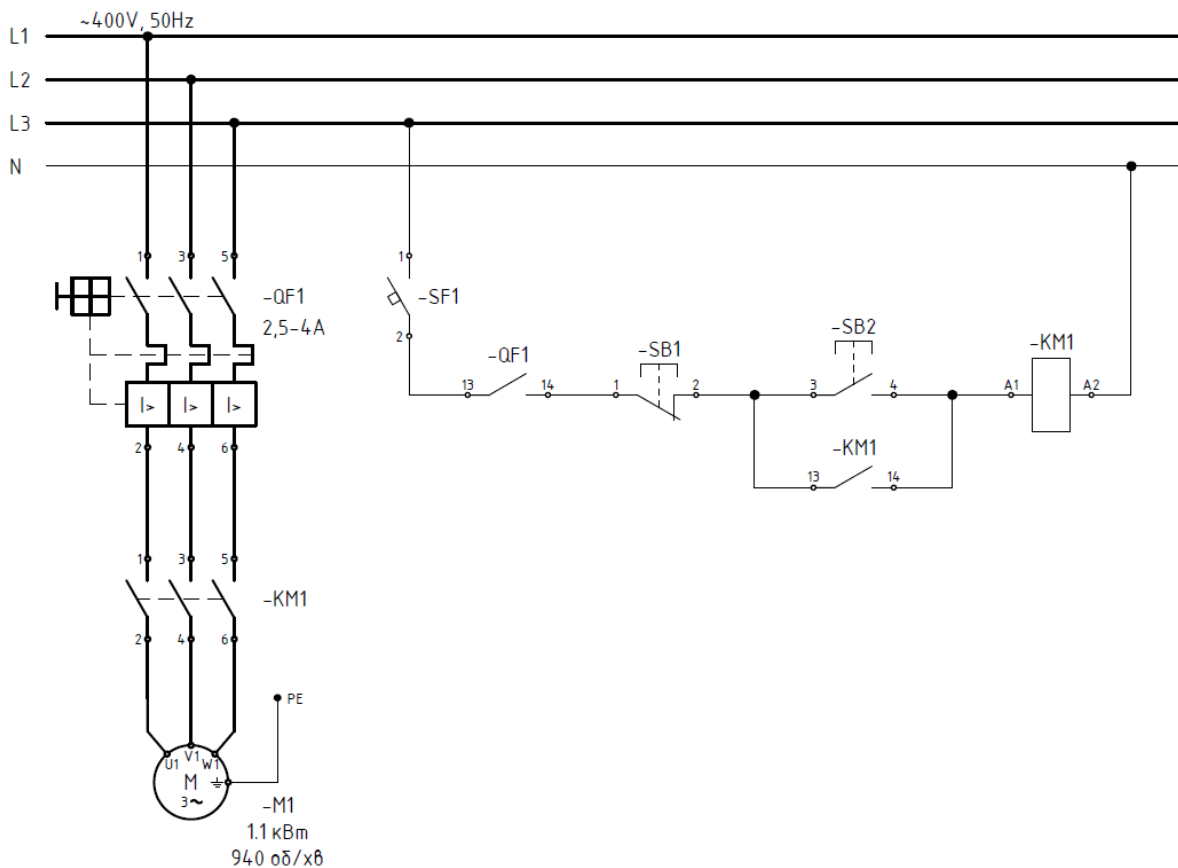 ~400V, 50Hz
L1
L2
L3
N
1 3 5
-QF1
2,5-4A
I> I> I>
2 4 6
1
-SF1
2
-QF1
13 14
-SB1
1 2
-SB2
3 4
-KM1
13 14
-KM1
A1 A2
1 3 5
-KM1
2 4 6
PE
U1 V1 W1
M
3~
-M1
1.1 кВт
940 об/хв